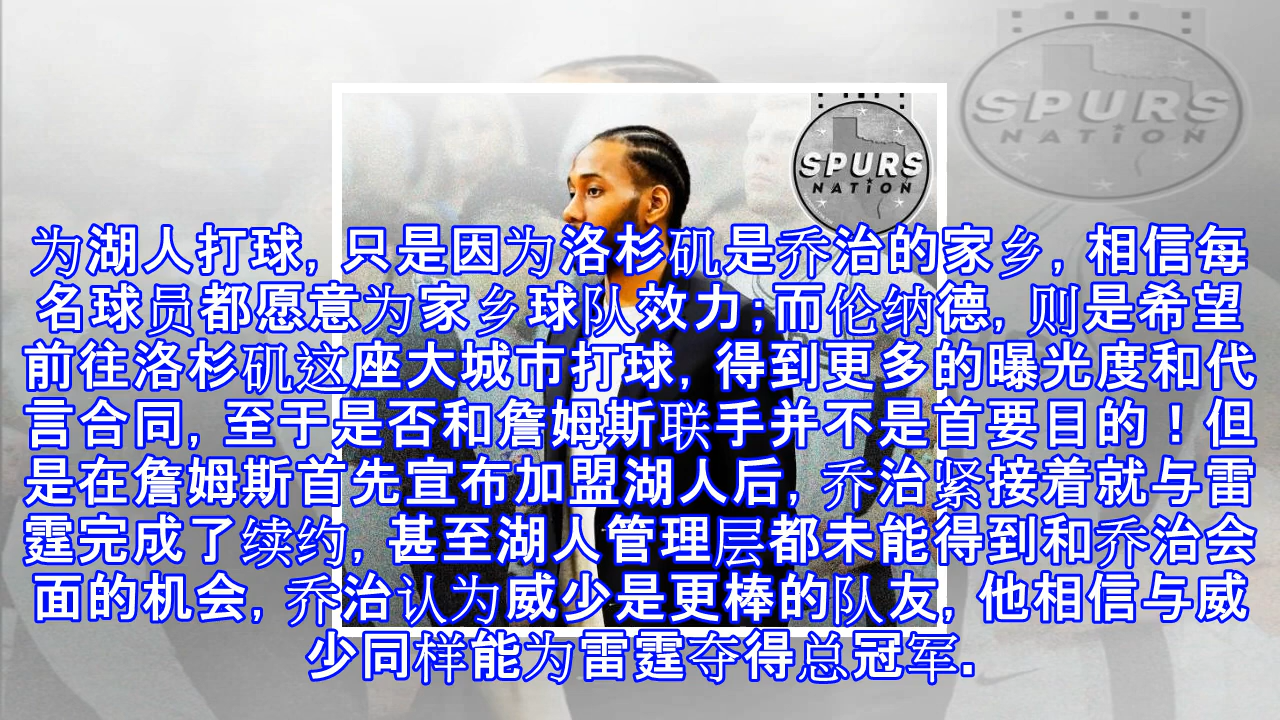 SPURS
NATION
SPURS
NATION
为湖人打球, 只是因为洛杉矶是乔治的家乡, 相信每
名球员都愿意为家乡球队效力;而伦纳德, 则是希望
前往洛杉矶这座大城市打球, 得到更多的曝光度和代
言合同, 至于是否和詹姆斯联手并不是首要目的！但
是在詹姆斯首先宣布加盟湖人后, 乔治紧接着就与雷
霆完成了续约, 甚至湖人管理层都未能得到和乔治会
面的机会, 乔治认为威少是更棒的队友, 他相信与威
少同样能为雷霆夺得总冠军.